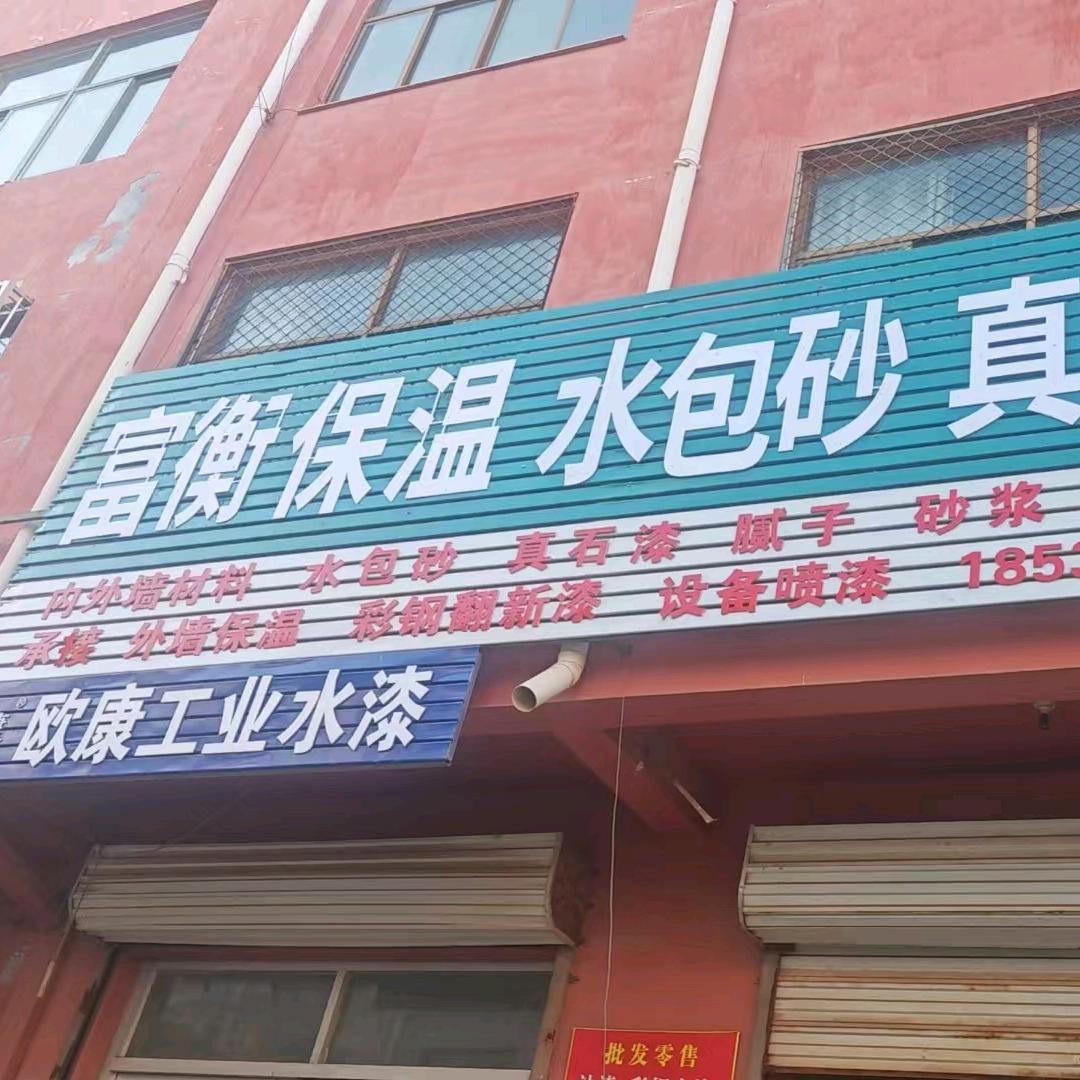 富衡 保温 水包砂 真
内外墙材料 水包砂 真石漆 腻子 砂浆
承接 外墙保温 彩钢翻新漆 设备喷漆 1853
® 欧康工业水漆
批发零售